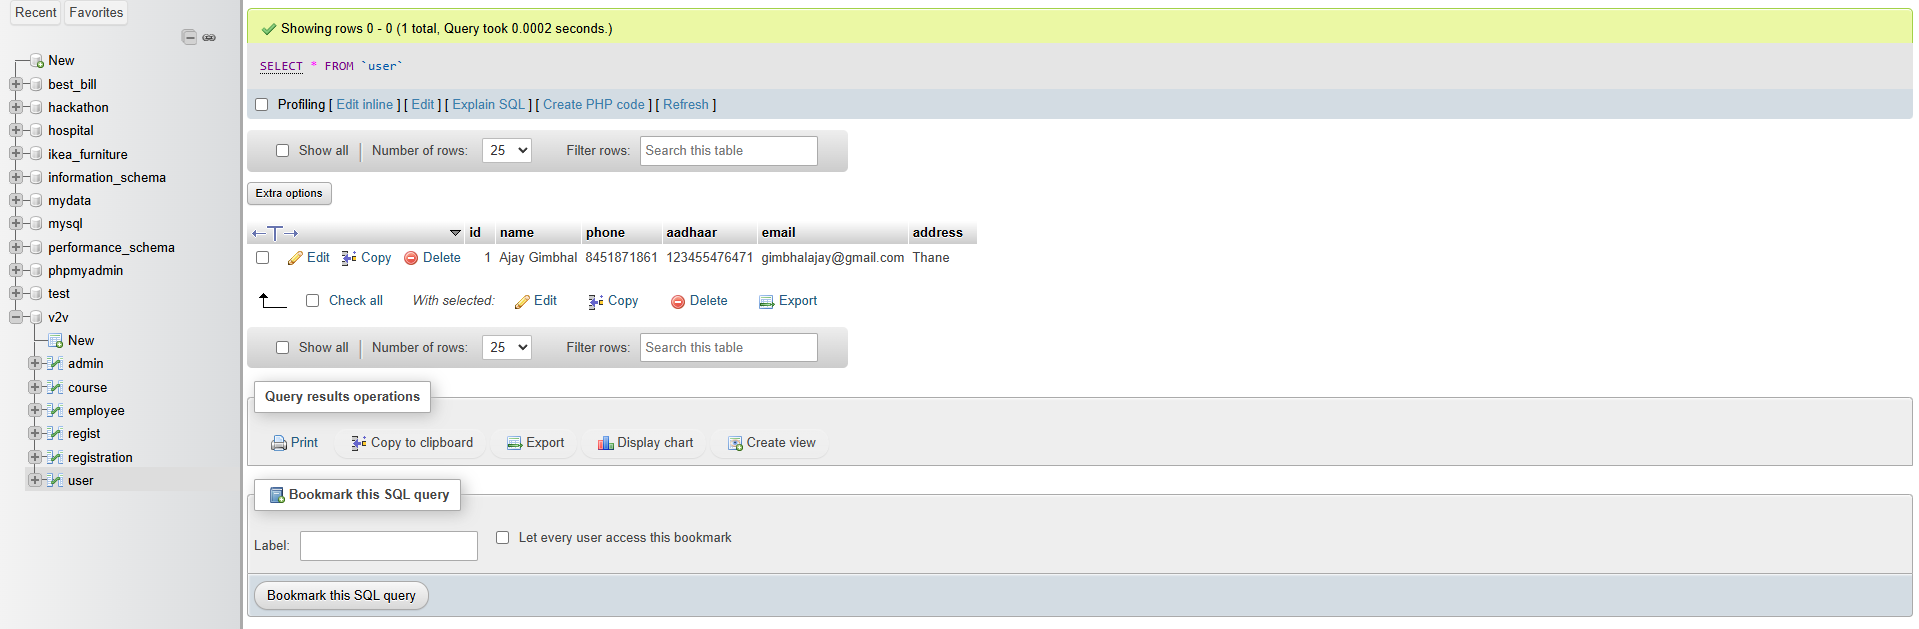 Recent Favorites
New
best_bill
hackathon
hospital
ikea_furniture
information_schema
mydata
mysql
performance_schema
phpmyadmin
test
v2v
New
admin
course
employee
regist
registration
user
Showing rows 0 - 0 (1 total, Query took 0.0002 seconds.)
SELECT * FROM `user`
Profiling [ Edit inline ] [ Edit ] [ Explain SQL ] [ Create PHP code ] [ Refresh ]
Show all | Number of rows: 25 Filter rows: Search this table
Extra options
id name phone aadhaar email address
Edit Copy Delete 1 Ajay Gimbhal 8451871861 123455476471 gimbhalajay@gmail.com Thane
Check all With selected: Edit Copy Delete Export
Show all | Number of rows: 25 Filter rows: Search this table
Query results operations
Print Copy to clipboard Export Display chart Create view
Bookmark this SQL query
Label: Let every user access this bookmark
Bookmark this SQL query